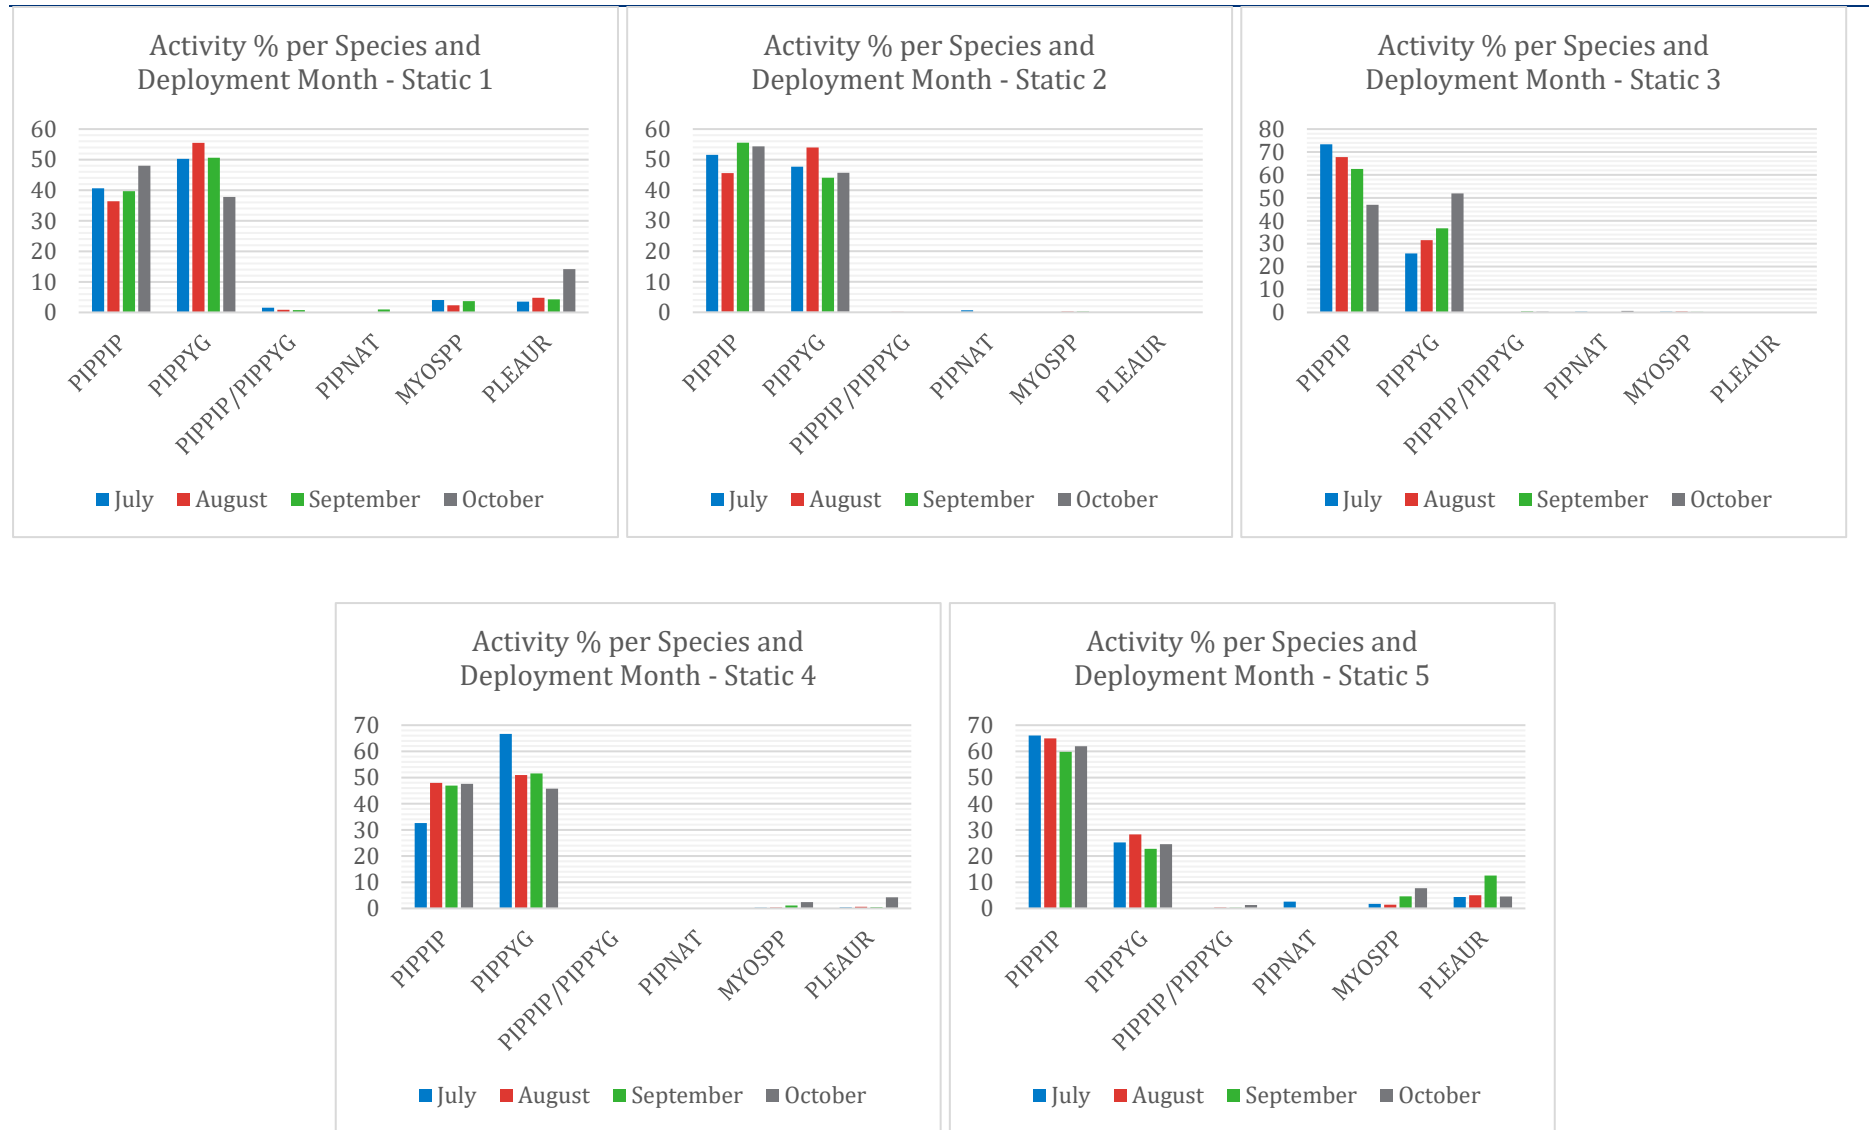 Activity % per Species and
Deployment Month - Static 1
60
50
40
30
20
10
0
PIPPIP
PIPPYG
PIPPIP/PIPPYG
PIPNAT
MYOSPP
PLEAUR
July August September October
Activity % per Species and
Deployment Month - Static 2
60
50
40
30
20
10
0
PIPPIP
PIPPYG
PIPPIP/PIPPYG
PIPNAT
MYOSPP
PLEAUR
July August September October
Activity % per Species and
Deployment Month - Static 3
80
70
60
50
40
30
20
10
0
PIPPIP
PIPPYG
PIPPIP/PIPPYG
PIPNAT
MYOSPP
PLEAUR
July August September October
Activity % per Species and
Deployment Month - Static 4
70
60
50
40
30
20
10
0
PIPPIP
PIPPYG
PIPPIP/PIPPYG
PIPNAT
MYOSPP
PLEAUR
July August September October
Activity % per Species and
Deployment Month - Static 5
70
60
50
40
30
20
10
0
PIPPIP
PIPPYG
PIPPIP/PIPPYG
PIPNAT
MYOSPP
PLEAUR
July August September October